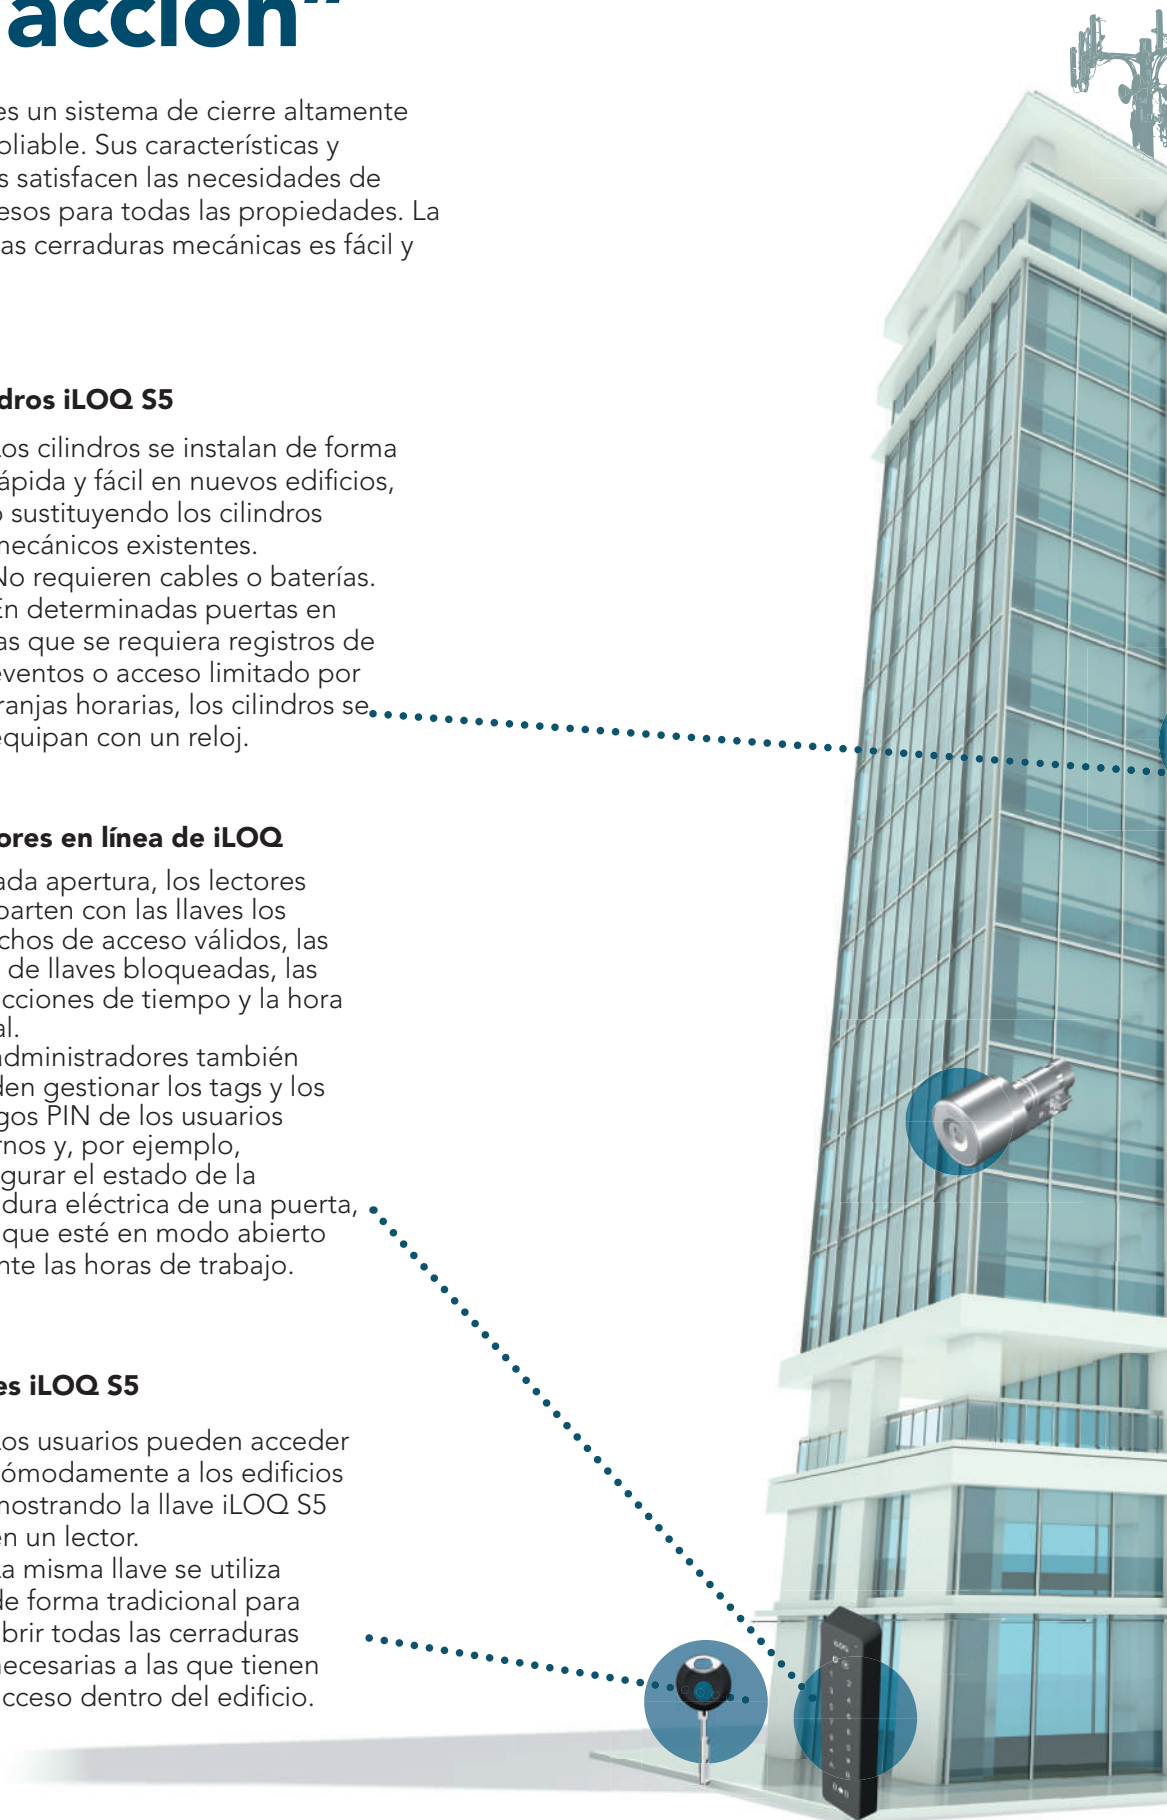 acción”
es un sistema de cierre altamente
pliable. Sus características y
s satisfacen las necesidades de
esos para todas las propiedades. La
as cerraduras mecánicas es fácil y
dros iLOQ S5
os cilindros se instalan de forma
ápida y fácil en nuevos edificios,
o sustituyendo los cilindros
mecánicos existentes.
No requieren cables o baterías.
En determinadas puertas en
as que se requiera registros de
eventos o acceso limitado por
ranjas horarias, los cilindros se
equipan con un reloj.
ores en línea de iLOQ
ada apertura, los lectores
parten con las llaves los
chos de acceso válidos, las
de llaves bloqueadas, las
cciones de tiempo y la hora
al.
administradores también
den gestionar los tags y los
gos PIN de los usuarios
rnos y, por ejemplo,
gurar el estado de la
dura eléctrica de una puerta,
que esté en modo abierto
nte las horas de trabajo.
es iLOQ S5
Los usuarios pueden acceder
cómodamente a los edificios
mostrando la llave iLOQ S5
en un lector.
La misma llave se utiliza
de forma tradicional para
brir todas las cerraduras
necesarias a las que tienen
acceso dentro del edificio.
iLOQ